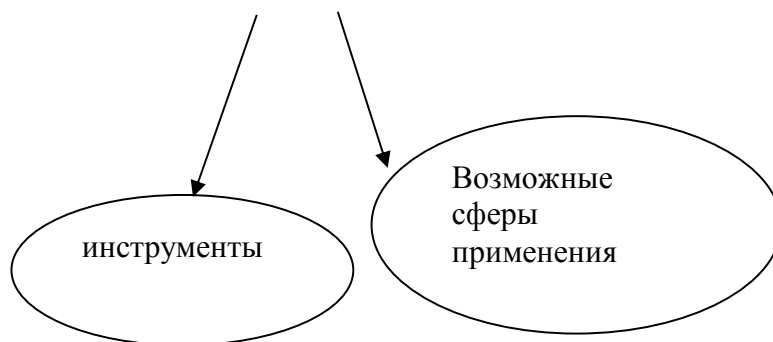 инструменты
Возможные
сферы
применения